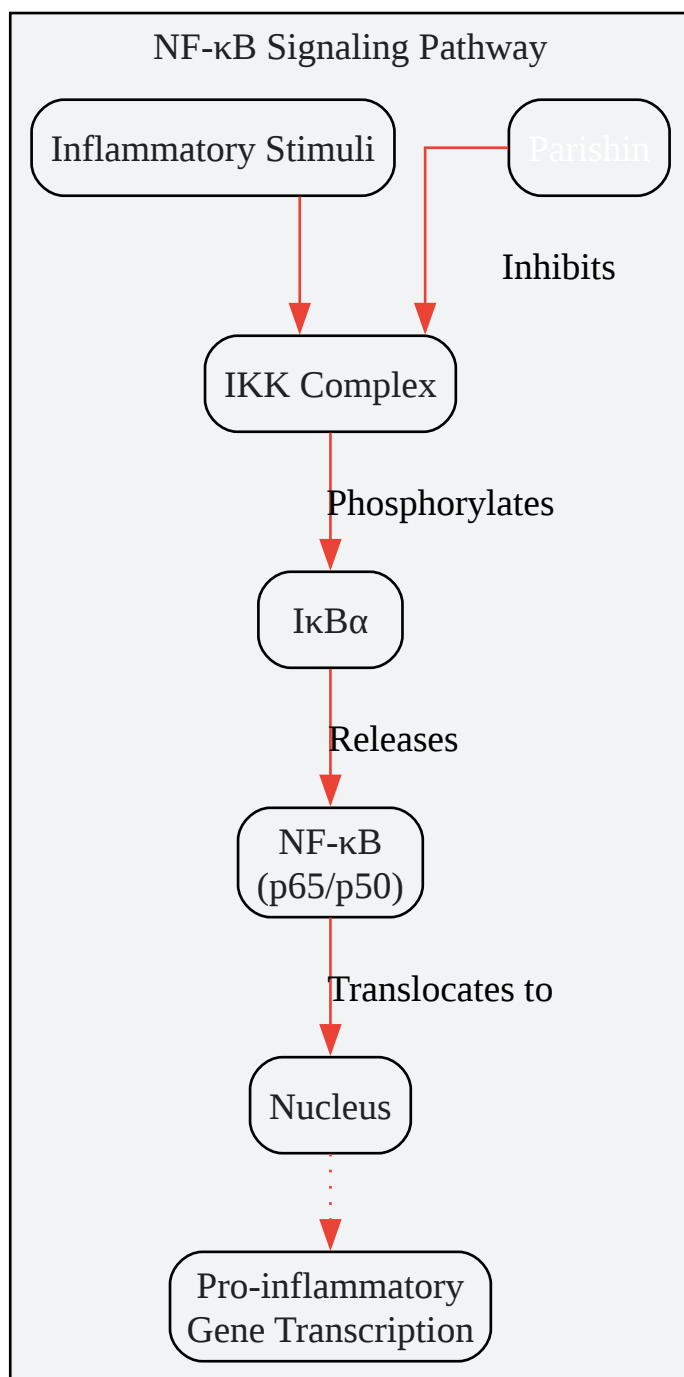 NF-κB Signaling Pathway
Inflammatory Stimuli
Parishin
Inhibits
IKK Complex
Phosphorylates
IκBα
Releases
NF-κB
(p65/p50)
Translocates to
Nucleus
Pro-inflammatory
Gene Transcription